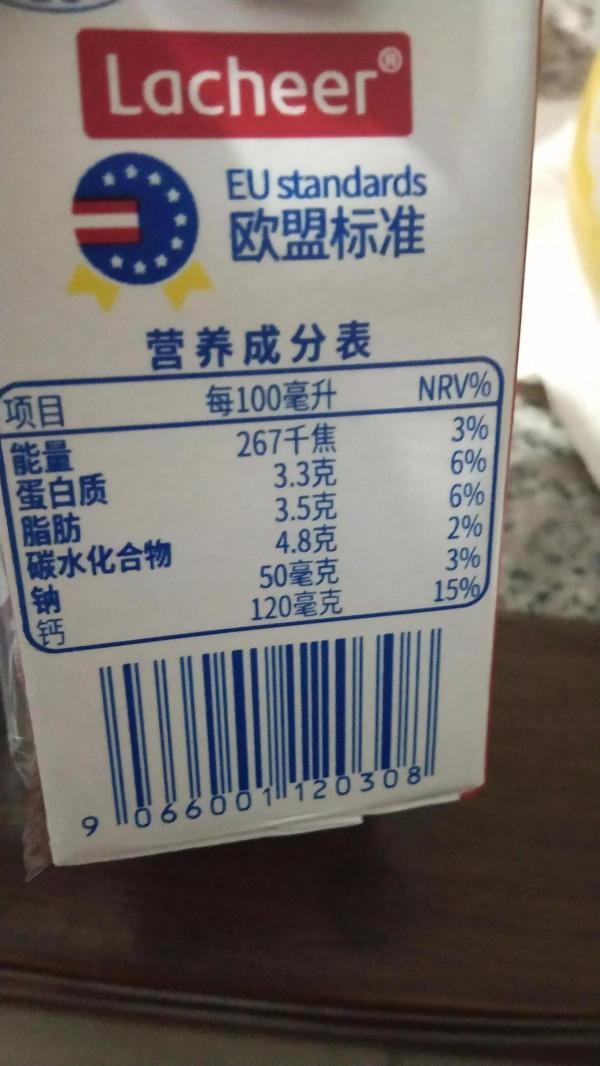 Lacheer®
EU standards
欧盟标准
营养成分表
项目 每100毫升 NRV%
能量 267千焦 3%
蛋白质 3.3克 6%
脂肪 3.5克 6%
碳水化合物 4.8克 2%
钠 50毫克 3%
钙 120毫克 15%
9 066001 120308